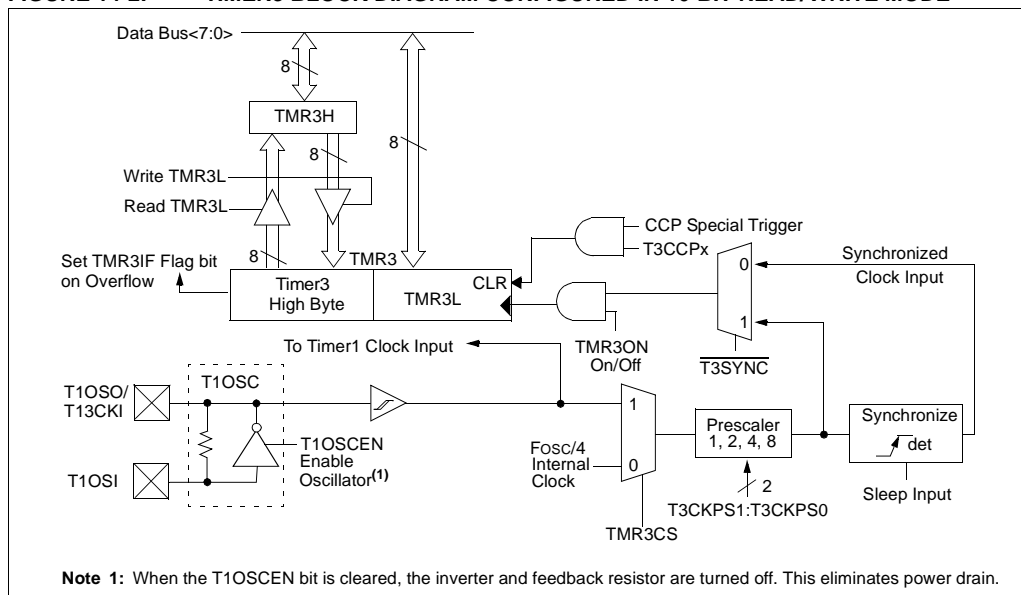 Data Bus<7:0>
8
TMR3H
8
8
Write TMR3L
Read TMR3L
8
CCP Special Trigger
T3CCPx
Set TMR3IF Flag bit
on Overflow
TMR3
Timer3
High Byte
TMR3L
CLR
0
1
Synchronized
Clock Input
TMR3ON
On/Off
T3SYNC
To Timer1 Clock Input
T1OSO/
T13CKI
T1OSC
T1OSCEN
Enable
Oscillator(1)
T1OSI
FOSC/4
Internal
Clock
1
0
Prescaler
1, 2, 4, 8
Synchronize
det
2
T3CKPS1:T3CKPS0
Sleep Input
TMR3CS
Note 1: When the T1OSCEN bit is cleared, the inverter and feedback resistor are turned off. This eliminates power drain.